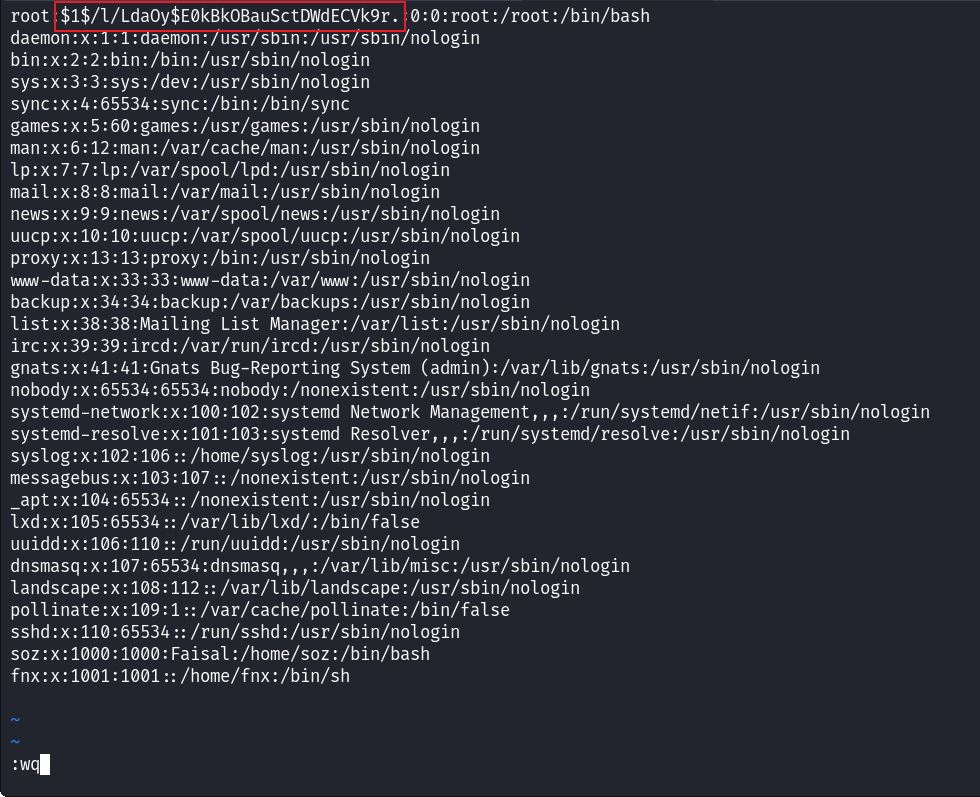 root:$1$/l/LdaOy$E0kBkOBauSctDWdECVk9r.:0:0:root:/root:/bin/bash
daemon:x:1:1:daemon:/usr/sbin:/usr/sbin/nologin
bin:x:2:2:bin:/bin:/usr/sbin/nologin
sys:x:3:3:sys:/dev:/usr/sbin/nologin
sync:x:4:65534:sync:/bin:/bin/sync
games:x:5:60:games:/usr/games:/usr/sbin/nologin
man:x:6:12:man:/var/cache/man:/usr/sbin/nologin
lp:x:7:7:lp:/var/spool/lpd:/usr/sbin/nologin
mail:x:8:8:mail:/var/mail:/usr/sbin/nologin
news:x:9:9:news:/var/spool/news:/usr/sbin/nologin
uucp:x:10:10:uucp:/var/spool/uucp:/usr/sbin/nologin
proxy:x:13:13:proxy:/bin:/usr/sbin/nologin
www-data:x:33:33:www-data:/var/www:/usr/sbin/nologin
backup:x:34:34:backup:/var/backups:/usr/sbin/nologin
list:x:38:38:Mailing List Manager:/var/list:/usr/sbin/nologin
irc:x:39:39:ircd:/var/run/ircd:/usr/sbin/nologin
gnats:x:41:41:Gnats Bug-Reporting System (admin):/var/lib/gnats:/usr/sbin/nologin
nobody:x:65534:65534:nobody:/nonexistent:/usr/sbin/nologin
systemd-network:x:100:102:systemd Network Management,,,:/run/systemd/netif:/usr/sbin/nologin
systemd-resolve:x:101:103:systemd Resolver,,,:/run/systemd/resolve:/usr/sbin/nologin
syslog:x:102:106::/home/syslog:/usr/sbin/nologin
messagebus:x:103:107::/nonexistent:/usr/sbin/nologin
_apt:x:104:65534::/nonexistent:/usr/sbin/nologin
lxd:x:105:65534::/var/lib/lxd/:/bin/false
uuidd:x:106:110::/run/uuidd:/usr/sbin/nologin
dnsmasq:x:107:65534:dnsmasq,,,:/var/lib/misc:/usr/sbin/nologin
landscape:x:108:112::/var/lib/landscape:/usr/sbin/nologin
pollinate:x:109:1::/var/cache/pollinate:/bin/false
sshd:x:110:65534::/run/sshd:/usr/sbin/nologin
soz:x:1000:1000:Faisal:/home/soz:/bin/bash
fnx:x:1001:1001::/home/fnx:/bin/sh
~
~
:wq